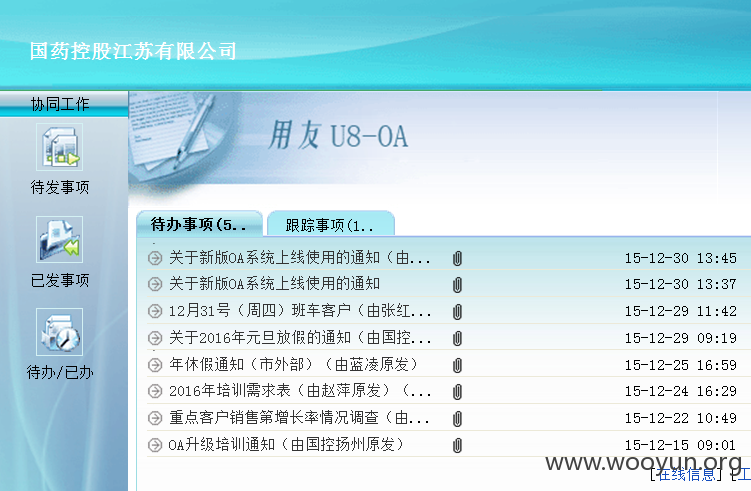 国药控股江苏有限公司
协同工作
用友 U8-OA
待发事项
已发事项
待办/已办
待办事项(5..
跟踪事项(1..
关于新版OA系统上线使用的通知（由... 15-12-30 13:45
关于新版OA系统上线使用的通知 15-12-30 13:37
12月31号（周四）班车客户（由张红... 15-12-29 11:42
关于2016年元旦放假的通知（由国控... 15-12-29 09:19
年休假通知（市外部）（由蓝凌原发） 15-12-25 16:59
2016年培训需求表（由赵萍原发）（... 15-12-24 16:29
重点客户销售第增长率情况调查（由... 15-12-22 10:49
OA升级培训通知（由国控扬州原发） 15-12-15 09:01
www.wooyun.org
[在线信息] [工